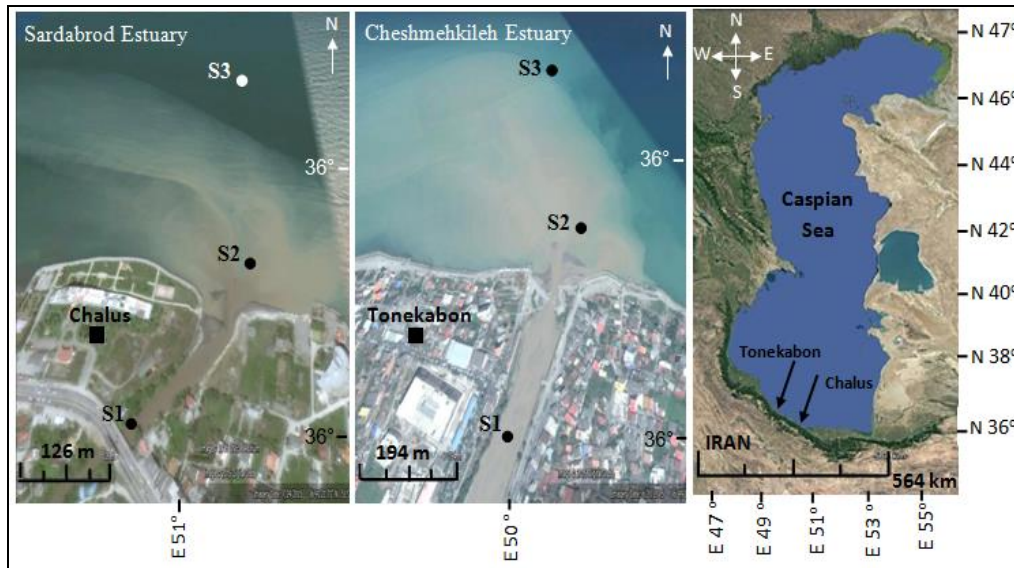 Sardabrod Estuary
N
S3
36°
S2
Chalus
S1
36°
126 m
E 51°
Cheshmehkileh Estuary
N
S3
36°
S2
Tonekabon
S1
36°
194 m
E 50°
N
W E
S
N 47°
N 46°
N 44°
N 42°
N 40°
N 38°
N 36°
Caspian
Sea
Tonekabon
Chalus
IRAN
564 km
E 47°
E 49°
E 51°
E 53°
E 55°